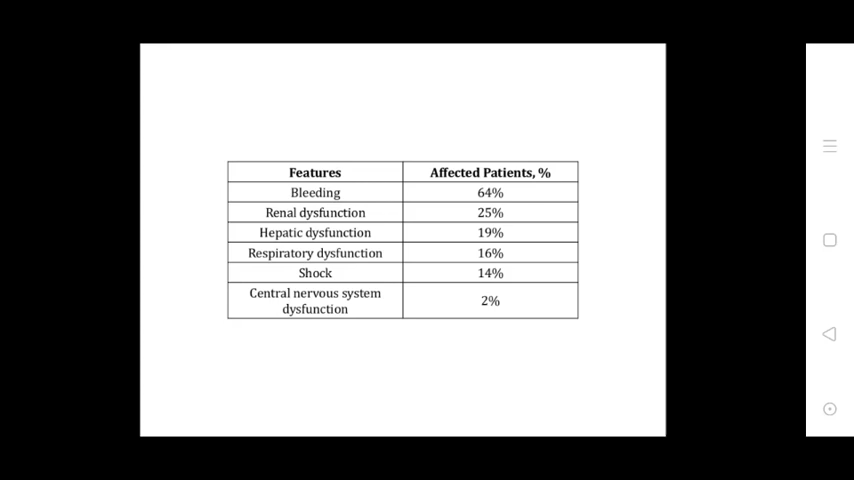 Features Affected Patients, %
Bleeding 64%
Renal dysfunction 25%
Hepatic dysfunction 19%
Respiratory dysfunction 16%
Shock 14%
Central nervous system
dysfunction 2%